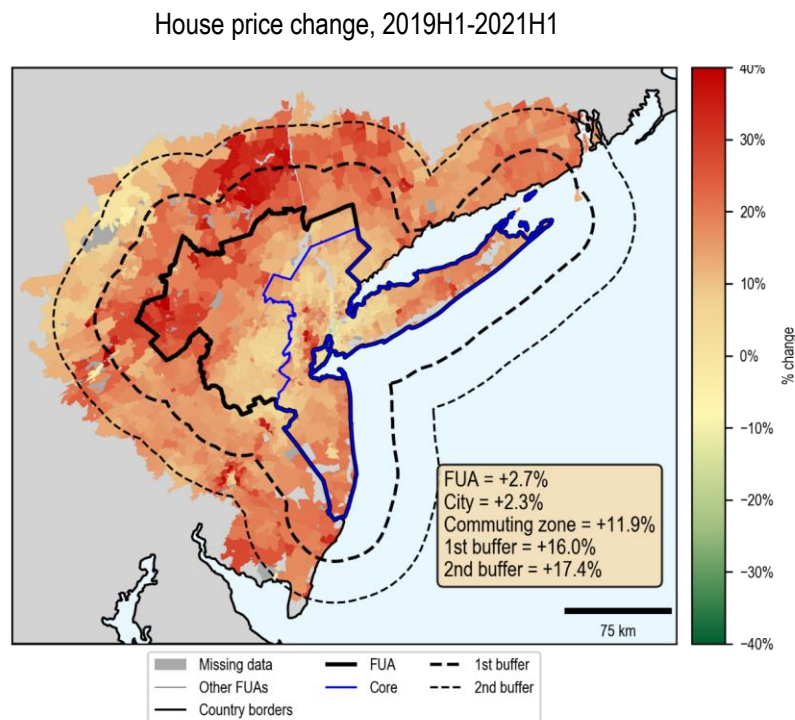 House price change, 2019H1-2021H1
40%
30%
20%
10%
0%
-10%
-20%
-30%
-40%
% change
FUA = +2.7%
City = +2.3%
Commuting zone = +11.9%
1st buffer = +16.0%
2nd buffer = +17.4%
75 km
Missing data
FUA
1st buffer
Other FUAs
Core
2nd buffer
Country borders